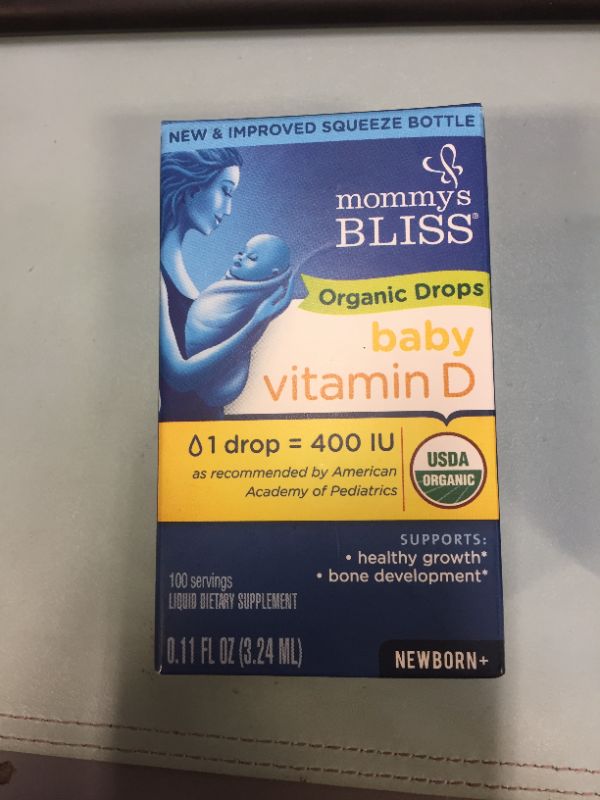 NEW & IMPROVED SQUEEZE BOTTLE
mommy's
BLISS®
Organic Drops
baby
vitamin D
1 drop = 400 IU
as recommended by American
Academy of Pediatrics
USDA
ORGANIC
SUPPORTS:
• healthy growth*
• bone development*
100 servings
LIQUID DIETARY SUPPLEMENT
0.11 FL OZ (3.24 ML)
NEWBORN+